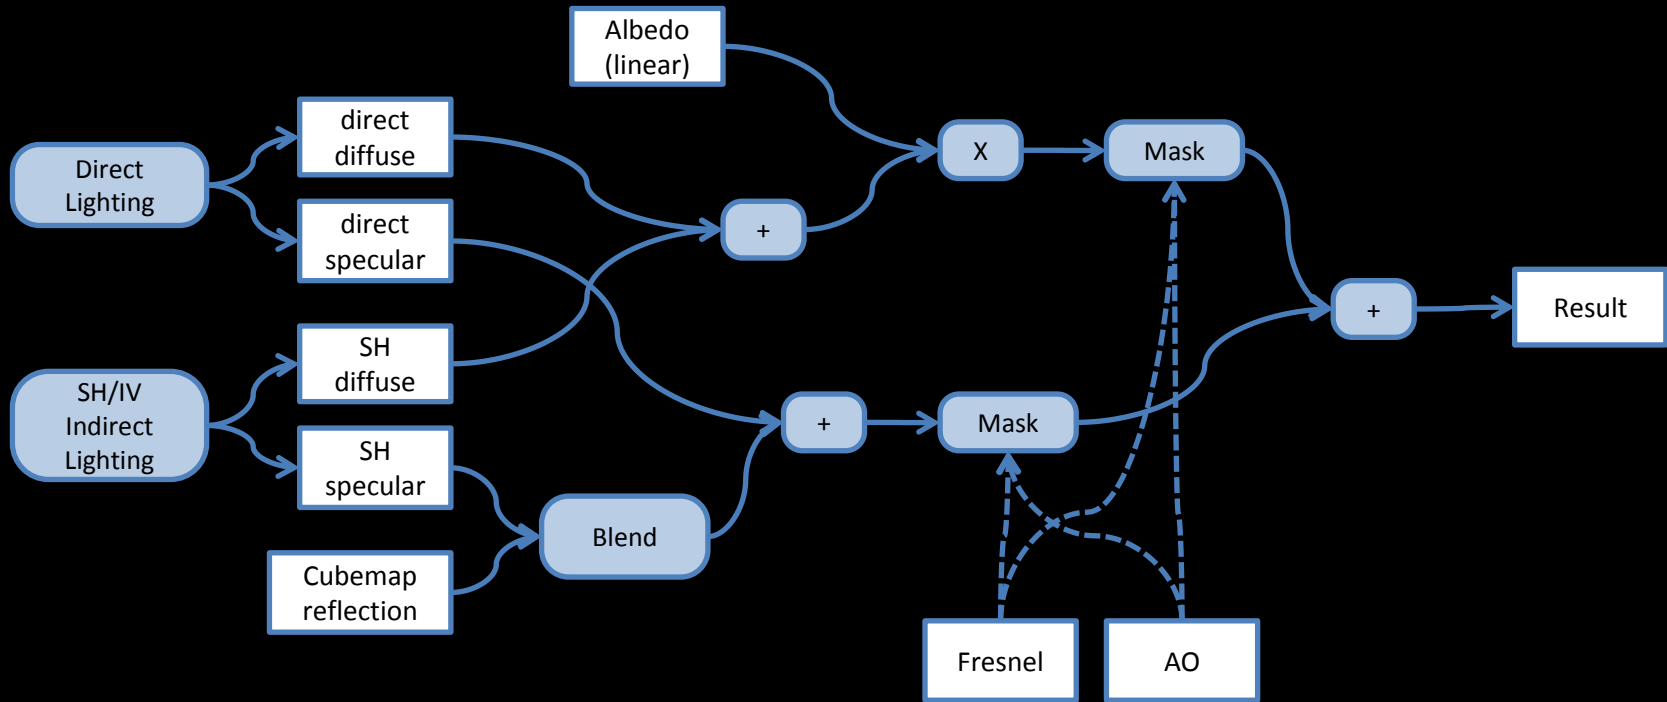 Albedo
(linear)
direct
diffuse
X
Mask
Direct
Lighting
direct
specular
+
+
Result
SH
diffuse
SH/IV
Indirect
Lighting
+
Mask
SH
specular
Blend
Cubemap
reflection
Fresnel
AO